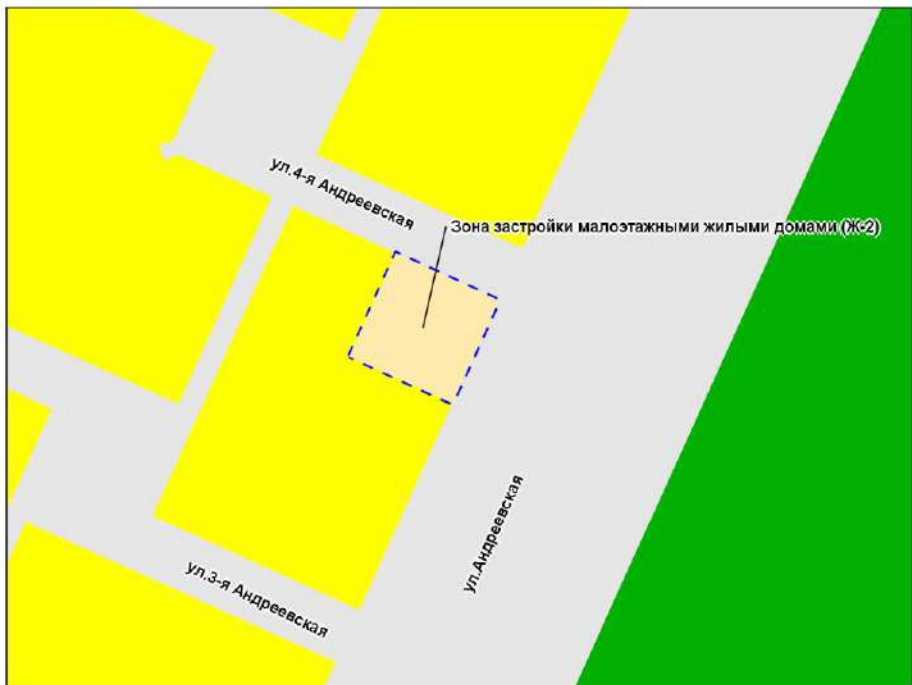 ул.4-я Андреевская
Зона застройки малоэтажными жилыми домами (Ж-2)
ул.Андреевская
ул.3-я Андреевская